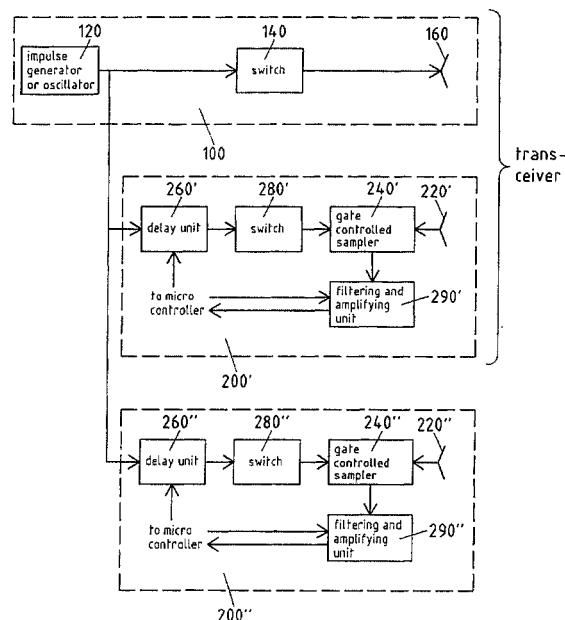 120
140
160
impulse
generator
or oscillator
switch
100
trans-
ceiver
260'
280'
240'
220'
delay unit
switch
gate
controlled
sampler
to micro
controller
filtering and
amplifying
unit
290'
200'
260"
280"
240"
220"
delay unit
switch
gate
controlled
sampler
to micro
controller
filtering and
amplifying
unit
290"
200"